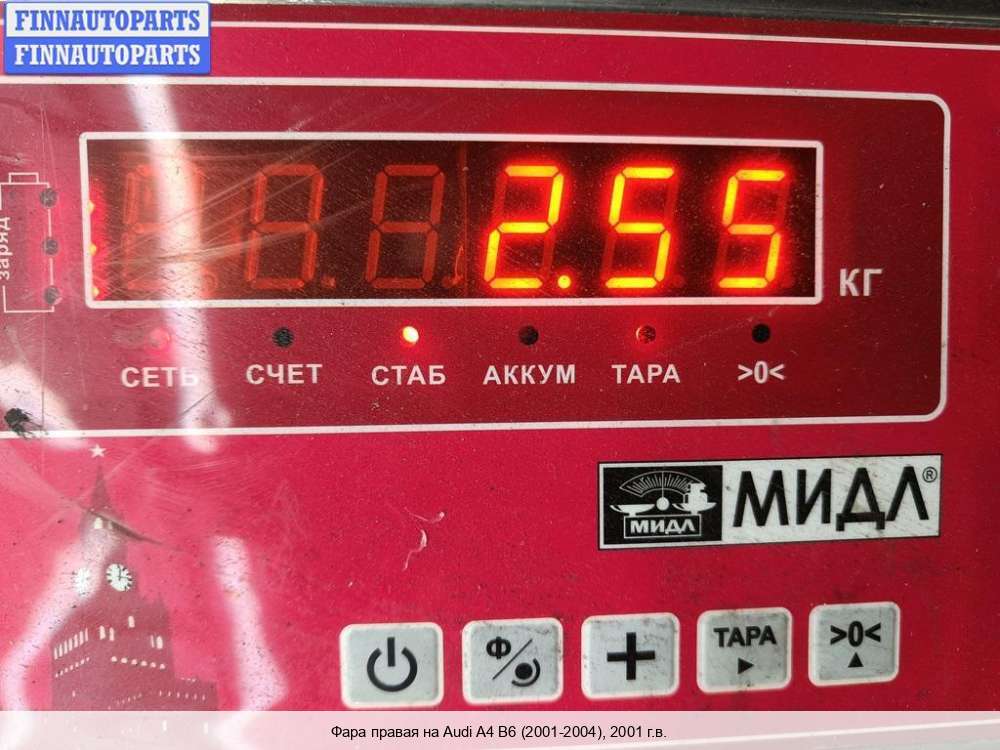 FINNAUTOPARTS
FINNAUTOPARTS
2.55
КГ
заряд
СЕТЬ СЧЕТ СТАБ АККУМ ТАРА >0<
МИДЛ МИДЛ®
Ф ТАРА >0<
Фара правая на Audi A4 B6 (2001-2004), 2001 г.в.